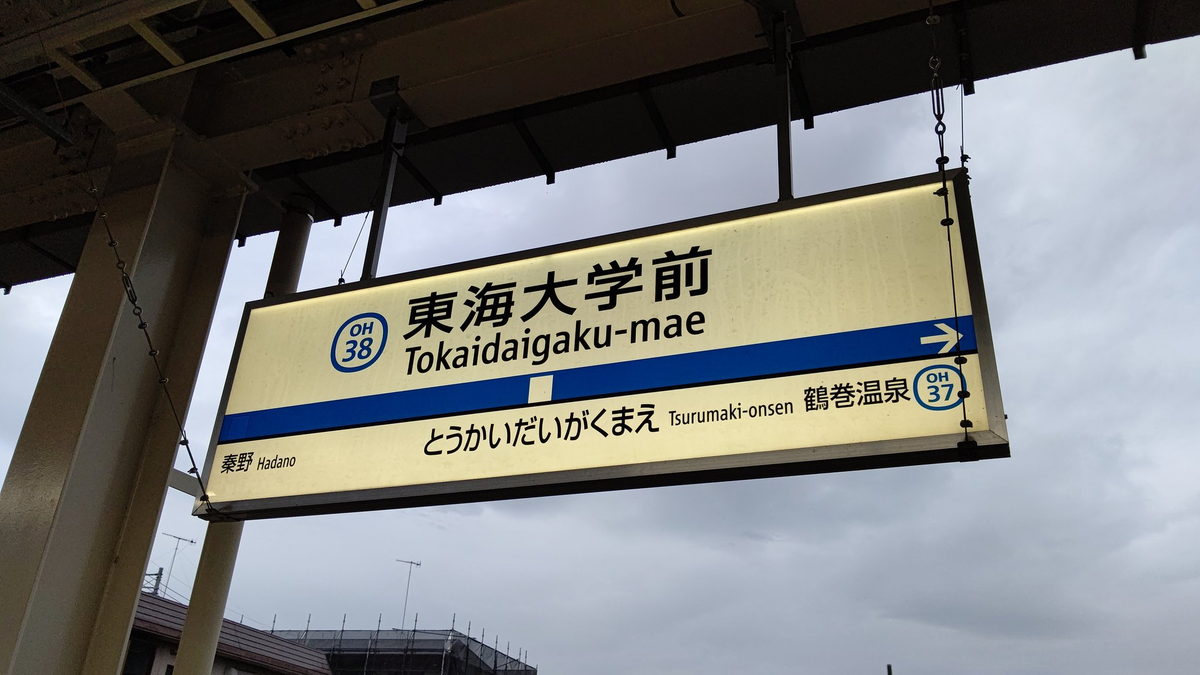 OH
38
東海大学前
Tokaidaigaku-mae
とうかいだいがくまえ
秦野 Hadano
Tsurumaki-onsen 鶴巻温泉
OH
37